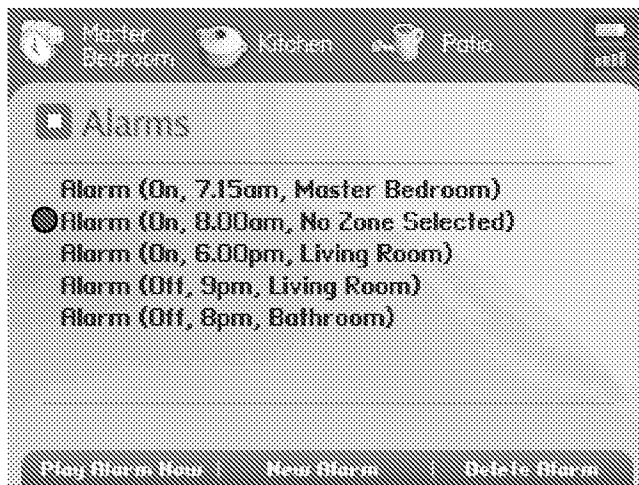 Master
Bedroom
Kitchen
Patio
Alarms
Alarm (On, 7.15am, Master Bedroom)
Alarm (On, 8.00am, No Zone Selected)
Alarm (On, 6.00pm, Living Room)
Alarm (Off, 9pm, Living Room)
Alarm (Off, 8pm, Bathroom)
Play Alarm Now | New Alarm | Delete Alarm